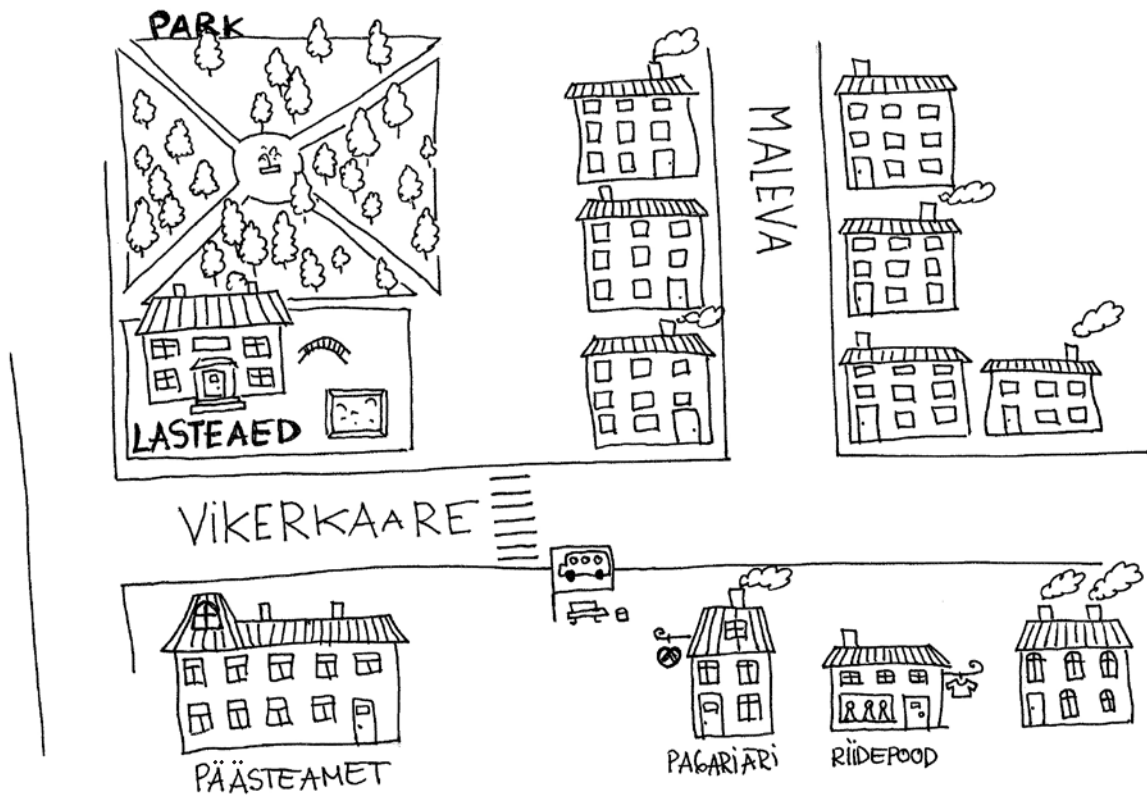 PARK
MALEVA
LASTEAED
VIKERKAARE
PÄÄSTEAMET
PAGARIÄRI
RIIDEPOOD